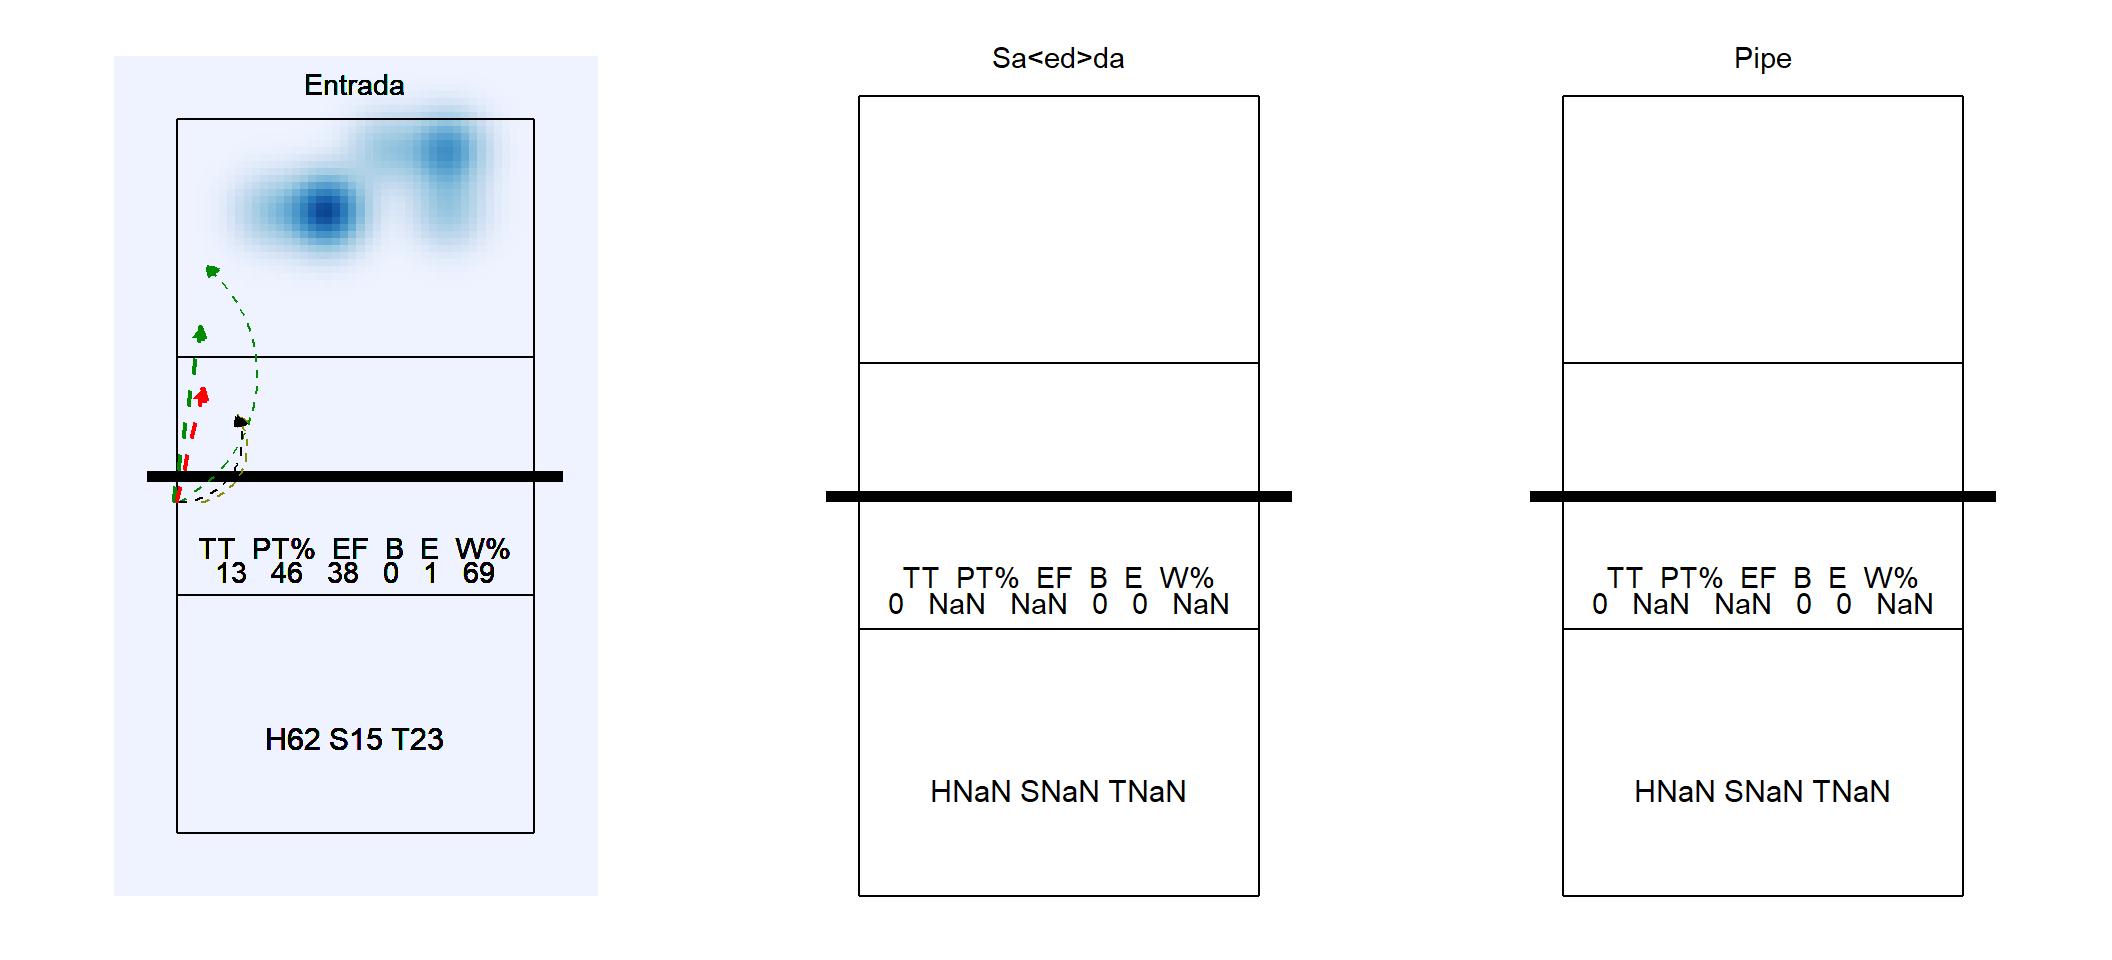 Entrada
TT PT% EF B E W%
13 46 38 0 1 69
H62 S15 T23
Sa<ed>da
TT PT% EF B E W%
0 NaN NaN 0 0 NaN
HNaN SNaN TNaN
Pipe
TT PT% EF B E W%
0 NaN NaN 0 0 NaN
HNaN SNaN TNaN